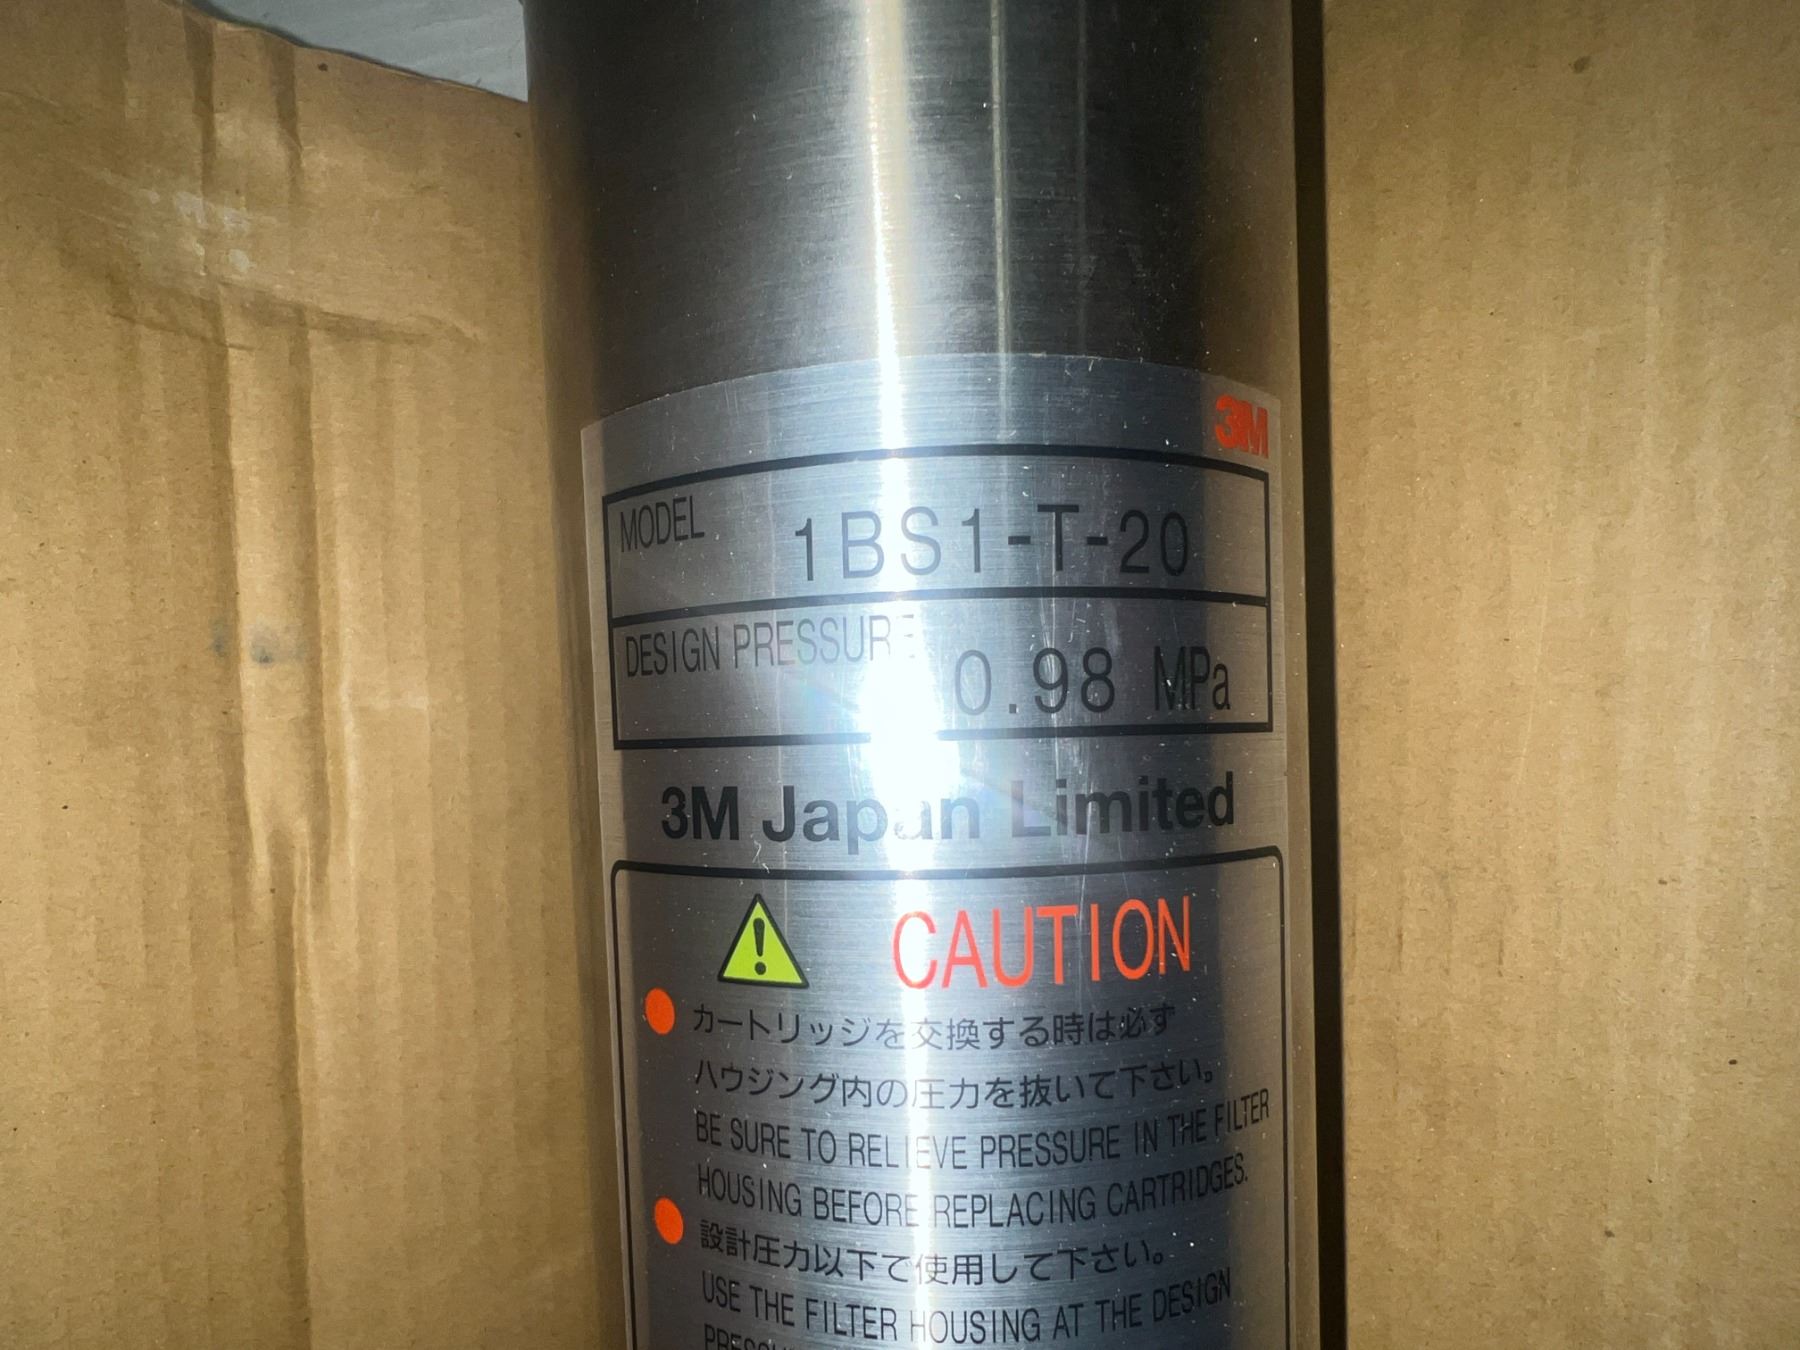 3M
MODEL 1BS1-T-20
DESIGN PRESSURE 0.98 MPa
3M Japan Limited
CAUTION
カートリッジを交換する時は必ず
ハウジング内の圧力を抜いて下さい。
BE SURE TO RELIEVE PRESSURE IN THE FILTER
HOUSING BEFORE REPLACING CARTRIDGES.
設計圧力以下で使用して下さい。
USE THE FILTER HOUSING AT THE DESIGN